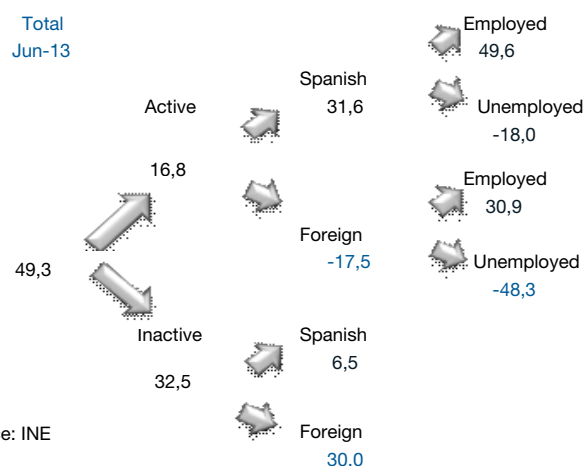 Total
Jun-13
Employed
49,6
Spanish
31,6
Active
Unemployed
-18,0
16,8
Employed
30,9
Foreign
-17,5
Unemployed
-48,3
49,3
Inactive
32,5
Spanish
6,5
Foreign
30,0
ce: INE